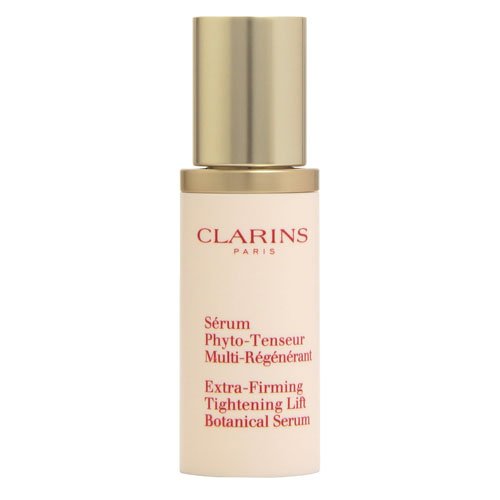 CLARINS
PARIS
Sérum
Phyto-Tenseur
Multi-Régénérant
Extra-Firming
Tightening Lift
Botanical Serum